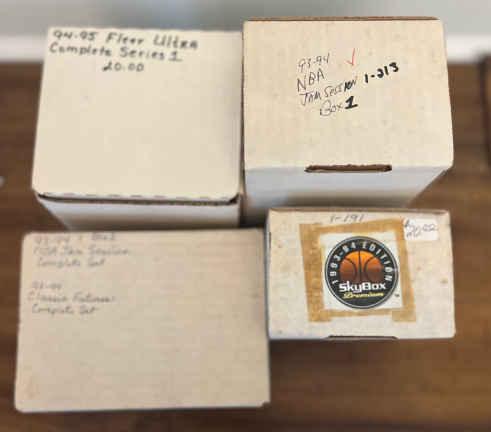 94-95 Fleer Ultra
Complete Series 1
20.00
93-94
NBA
JAM SESSION 1-213
Box 1
93-94
NBA Jam Session
Complete Set
Classic Futures
Complete Set
1-191
1993-94 EDITION
SkyBox
Premium